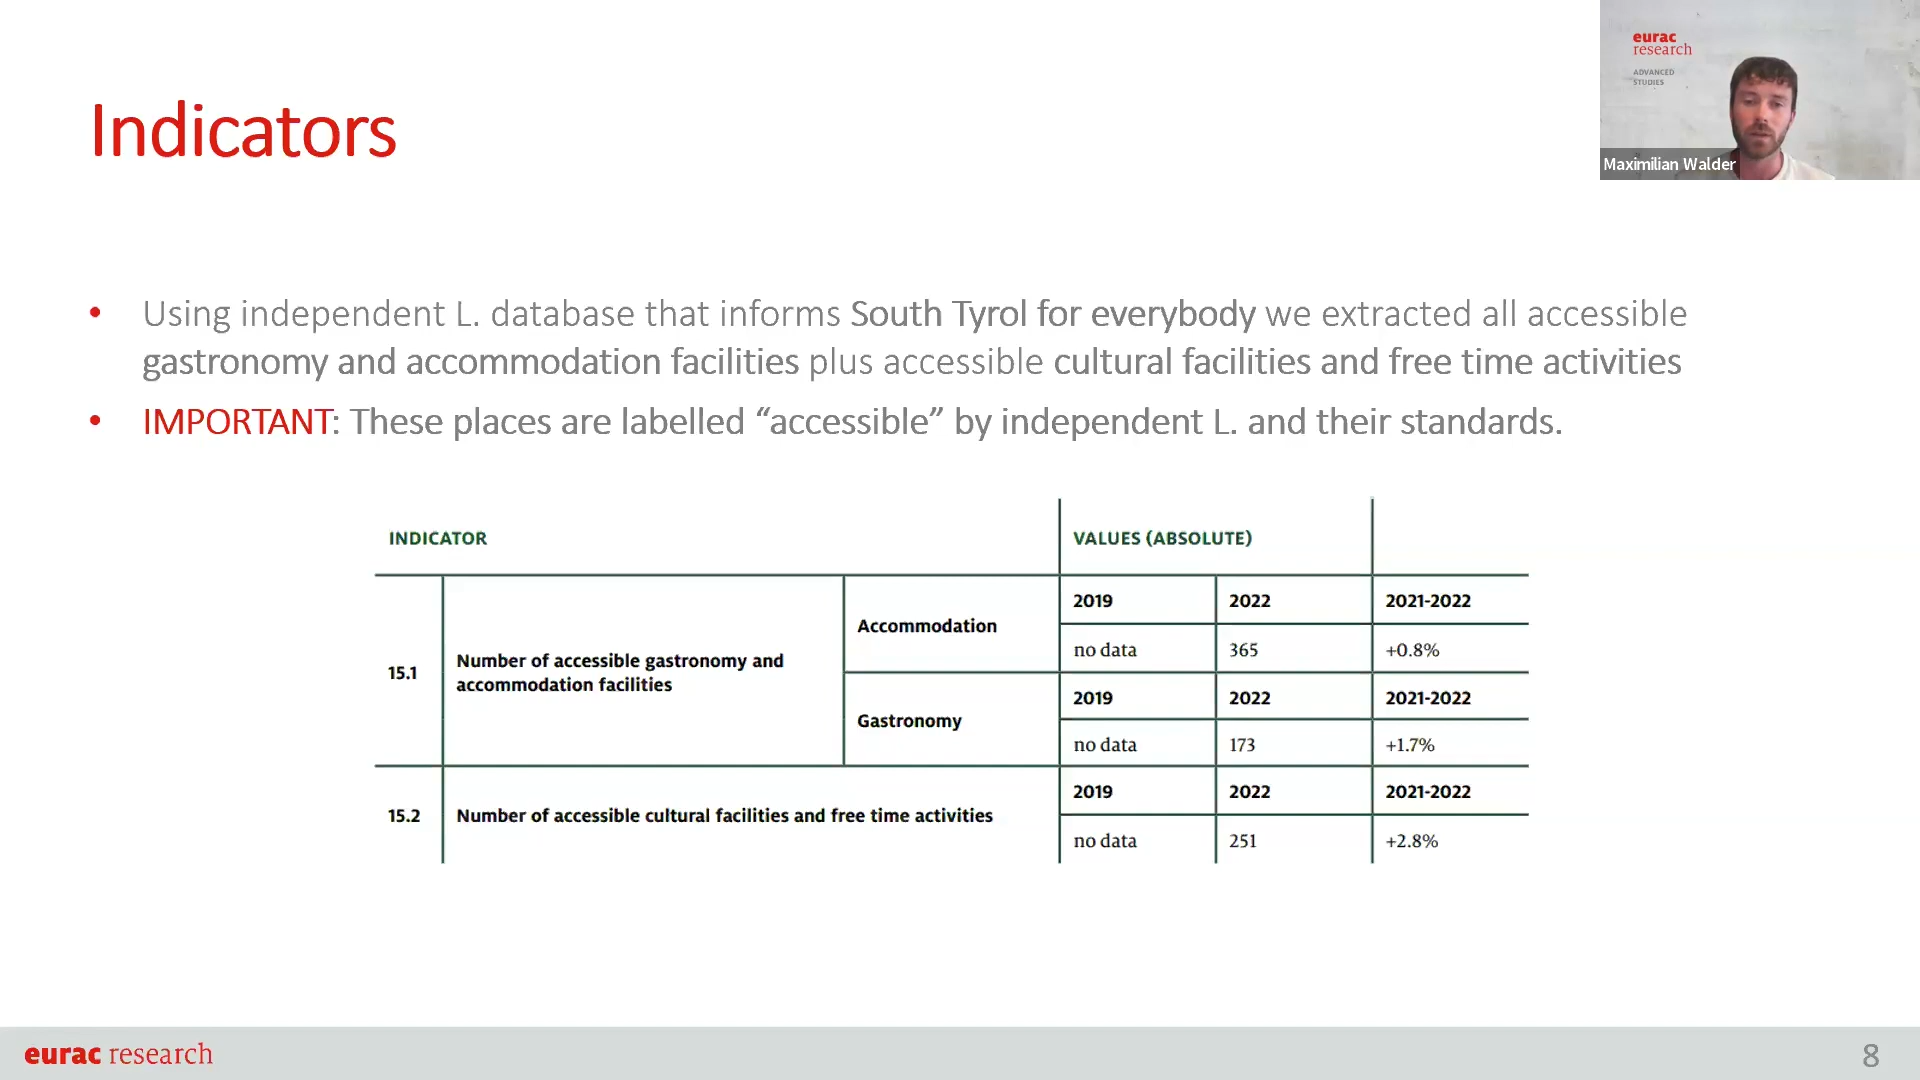 Indicators
eurac
research
ADVANCED
STUDIES
Maximilian Walder
• Using independent L. database that informs South Tyrol for everybody we extracted all accessible
gastronomy and accommodation facilities plus accessible cultural facilities and free time activities
• IMPORTANT: These places are labelled “accessible” by independent L. and their standards.
INDICATOR VALUES (ABSOLUTE)
15.1 Number of accessible gastronomy and
accommodation facilities
Accommodation
2019 2022 2021-2022
no data 365 +0.8%
Gastronomy
2019 2022 2021-2022
no data 173 +1.7%
15.2 Number of accessible cultural facilities and free time activities
2019 2022 2021-2022
no data 251 +2.8%
eurac research
8